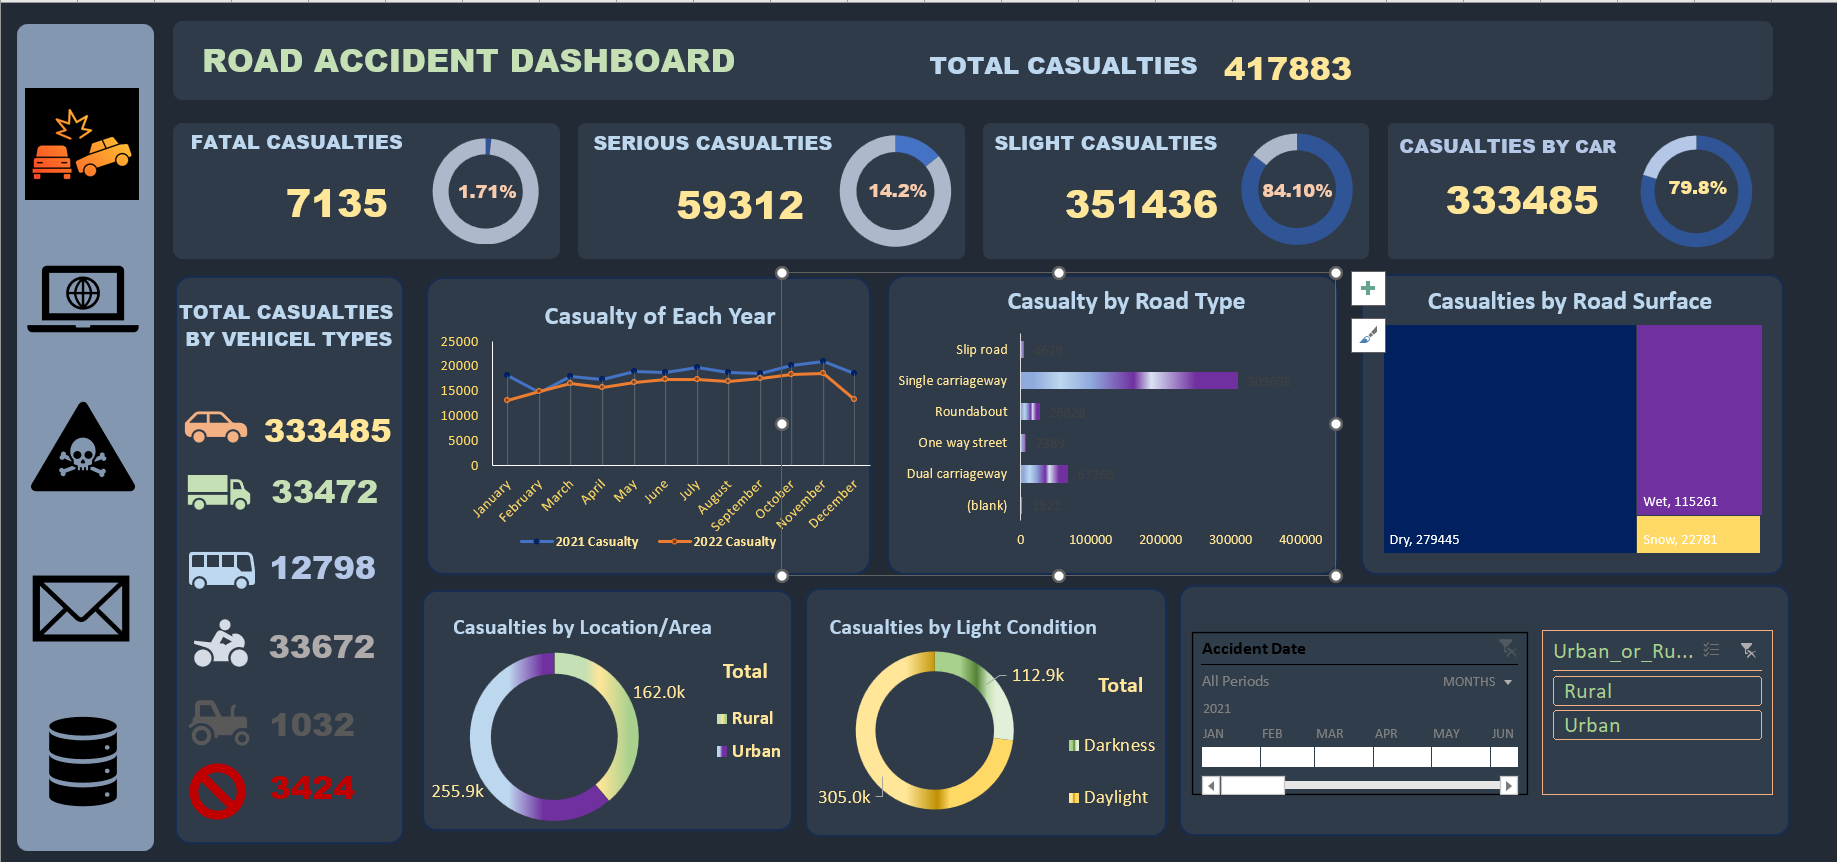 ROAD ACCIDENT DASHBOARD
TOTAL CASUALTIES 417883
FATAL CASUALTIES
7135
1.71%
SERIOUS CASUALTIES
59312
14.2%
SLIGHT CASUALTIES
351436
84.10%
CASUALTIES BY CAR
333485
79.8%
TOTAL CASUALTIES
BY VEHICEL TYPES
333485
33472
12798
33672
1032
3424
Casualty of Each Year
25000
20000
15000
10000
5000
0
January
February
March
April
May
June
July
August
September
October
November
December
2021 Casualty
2022 Casualty
Casualty by Road Type
Slip road
Single carriageway
Roundabout
One way street
Dual carriageway
(blank)
0
100000
200000
300000
400000
Casualties by Road Surface
Dry, 279445
Wet, 115261
Snow, 22781
Casualties by Location/Area
162.0k
255.9k
Total
Rural
Urban
Casualties by Light Condition
112.9k
305.0k
Total
Darkness
Daylight
Accident Date
All Periods
MONTHS
2021
JAN
FEB
MAR
APR
MAY
JUN
Urban_or_Ru...
Rural
Urban